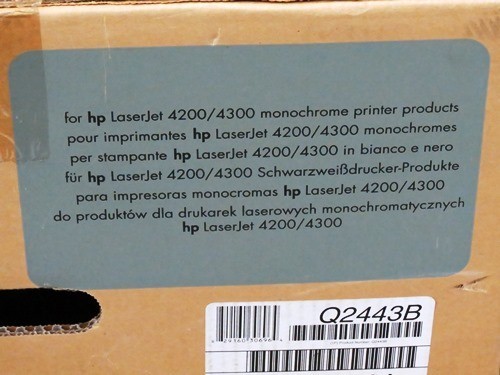 for hp LaserJet 4200/4300 monochrome printer products
pour imprimantes hp LaserJet 4200/4300 monochromes
per stampante hp LaserJet 4200/4300 in bianco e nero
für hp LaserJet 4200/4300 Schwarzweißdrucker-Produkte
para impresoras monocromas hp LaserJet 4200/4300
do produktów dla drukarek laserowych monochromatycznych
hp LaserJet 4200/4300
Q2443B